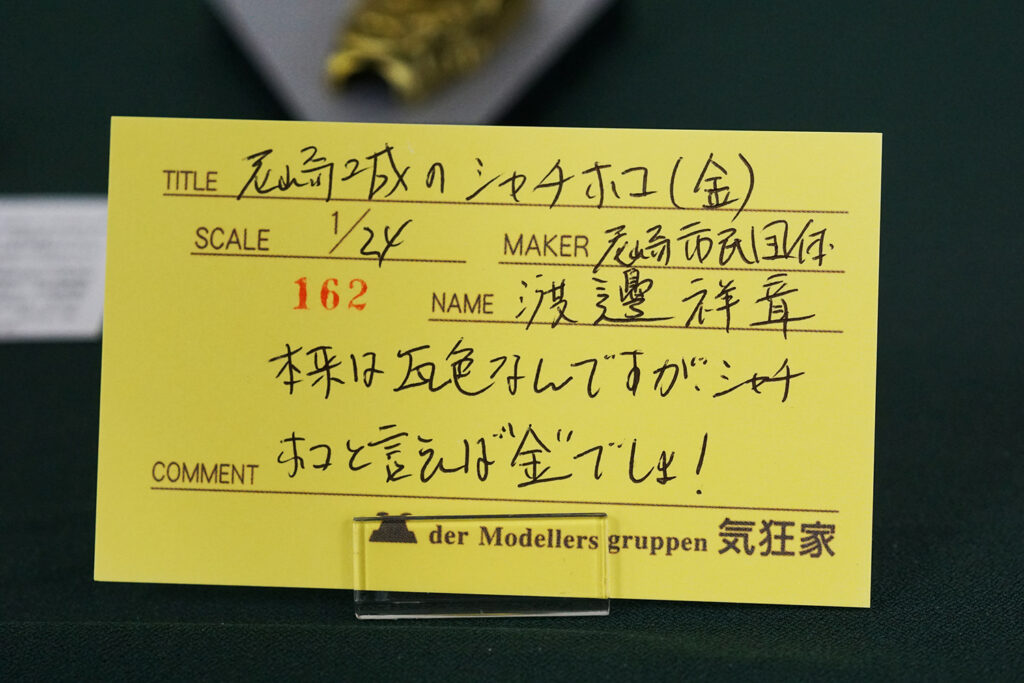 TITLE 尼崎城のシャチホコ(金)
SCALE 1/24 MAKER 尼崎市民団体
162 NAME 渡邊祥章
本来は瓦色なんですが、シャチ
COMMENT ホコと言えば"金"でしょ!
der Modellers gruppen 気狂家